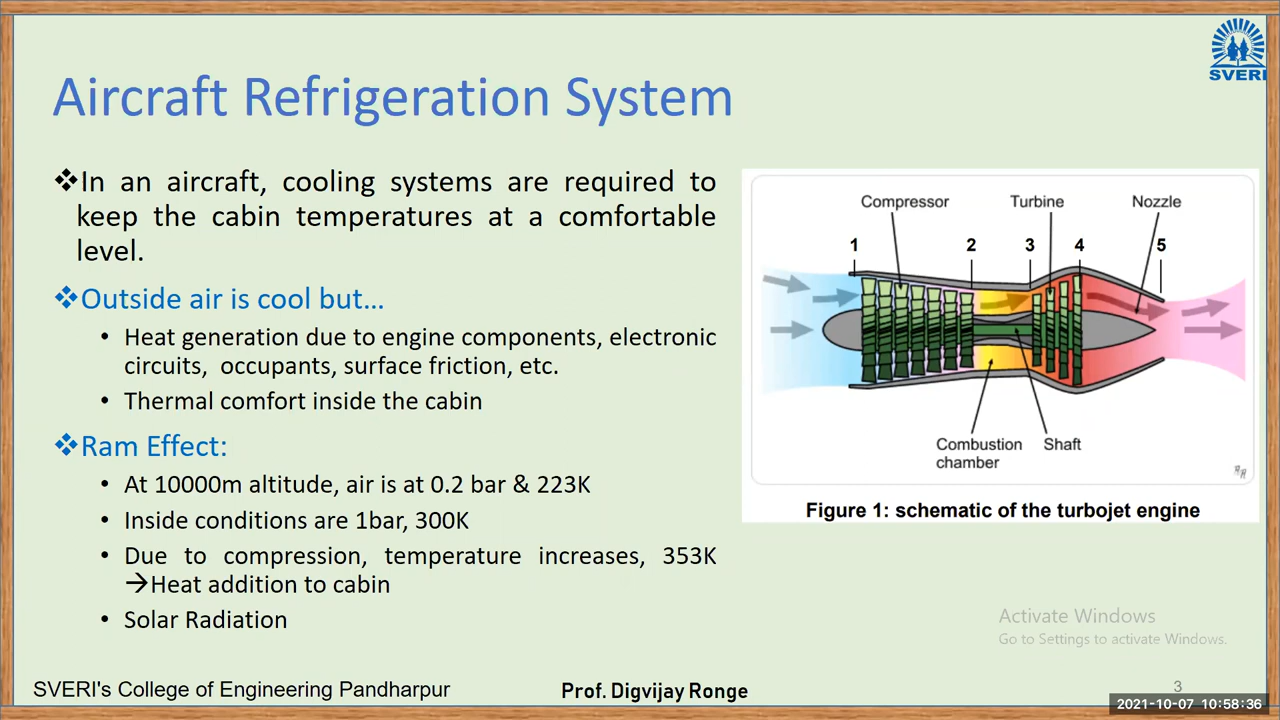 SVERI
Aircraft Refrigeration System
❖In an aircraft, cooling systems are required to
keep the cabin temperatures at a comfortable
level.
❖Outside air is cool but...
• Heat generation due to engine components, electronic
circuits, occupants, surface friction, etc.
• Thermal comfort inside the cabin
❖Ram Effect:
• At 10000m altitude, air is at 0.2 bar & 223K
• Inside conditions are 1bar, 300K
• Due to compression, temperature increases, 353K
→Heat addition to cabin
• Solar Radiation
Compressor Turbine Nozzle
1 2 3 4 5
Combustion Shaft
chamber
Figure 1: schematic of the turbojet engine
Activate Windows
Go to Settings to activate Windows.
SVERI's College of Engineering Pandharpur Prof. Digvijay Ronge 3
2021-10-07 10:58:36